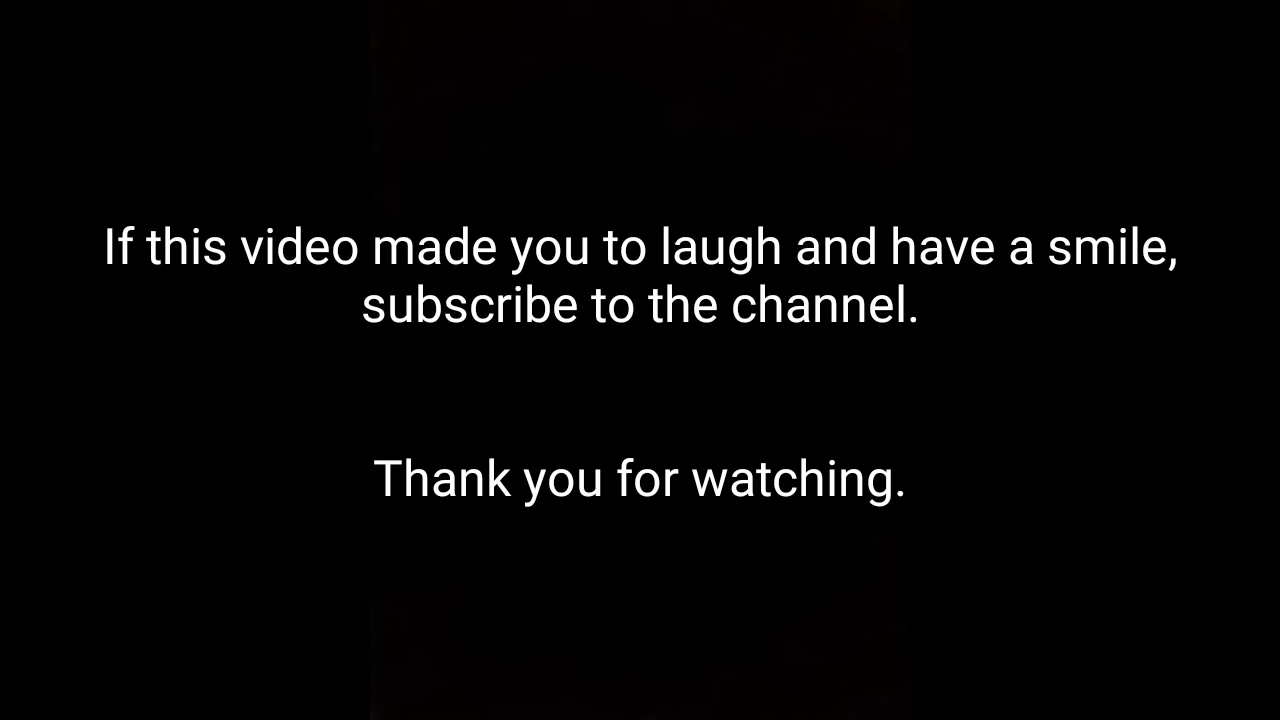 If this video made you to laugh and have a smile,
subscribe to the channel.
Thank you for watching.